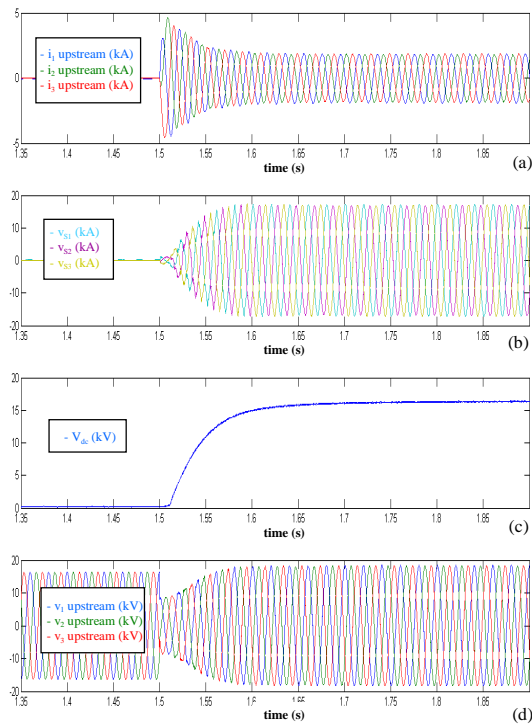 5
0
-5
- i₁ upstream (kA)
- i₂ upstream (kA)
- i₃ upstream (kA)
1.35 1.4 1.45 1.5 1.55 1.6 1.65 1.7 1.75 1.8 1.85
time (s)
(a)
20
10
0
-10
-20
- vS1 (kA)
- vS2 (kA)
- vS3 (kA)
1.35 1.4 1.45 1.5 1.55 1.6 1.65 1.7 1.75 1.8 1.85
time (s)
(b)
20
15
10
5
0
- Vdc (kV)
1.35 1.4 1.45 1.5 1.55 1.6 1.65 1.7 1.75 1.8 1.85
time (s)
(c)
20
10
0
-10
-20
- v₁ upstream (kV)
- v₂ upstream (kV)
- v₃ upstream (kV)
1.35 1.4 1.45 1.5 1.55 1.6 1.65 1.7 1.75 1.8 1.85
time (s)
(d)